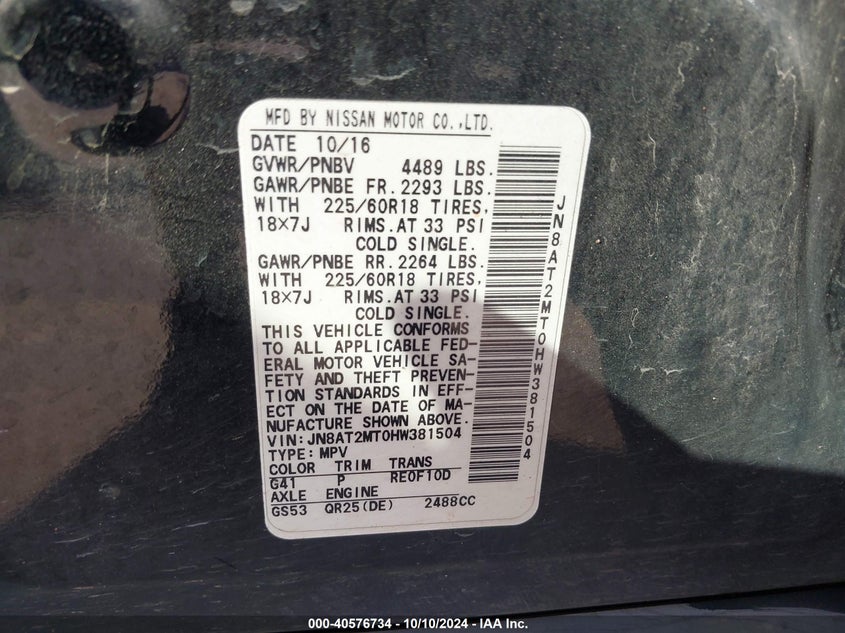 MFD BY NISSAN MOTOR CO.,LTD.
DATE 10/16
GVWR/PNBV 4489 LBS.
GAWR/PNBE FR. 2293 LBS.
WITH 225/60R18 TIRES,
18×7J RIMS. AT 33 PSI
COLD SINGLE.
GAWR/PNBE RR. 2264 LBS.
WITH 225/60R18 TIRES,
18×7J RIMS. AT 33 PSI
COLD SINGLE.
THIS VEHICLE CONFORMS
TO ALL APPLICABLE FED-
ERAL MOTOR VEHICLE SA-
FETY AND THEFT PREVEN-
TION STANDARDS IN EFF-
ECT ON THE DATE OF MA-
NUFACTURE SHOWN ABOVE.
VIN: JN8AT2MT0HW381504
TYPE: MPV
COLOR TRIM TRANS
G41 P RE0F10D
AXLE ENGINE
GS53 QR25(DE) 2488CC
JN8AT2MT0HW381504
000-40576734 - 10/10/2024 - IAA Inc.